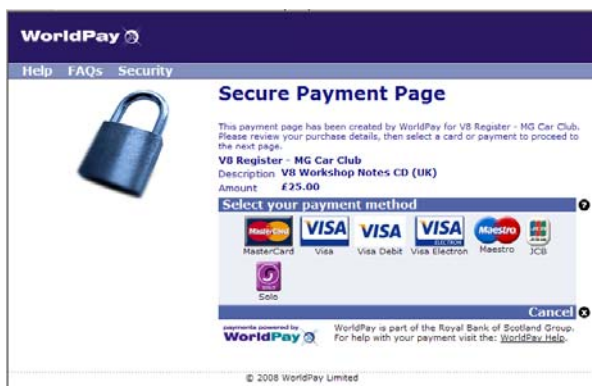 WorldPay
Help FAQs Security
Secure Payment Page
This payment page has been created by WorldPay for V8 Register - MG Car Club.
Please review your purchase details, then select a card or payment to proceed to
the next page.
V8 Register - MG Car Club
Description V8 Workshop Notes CD (UK)
Amount £25.00
Select your payment method ?
MasterCard VISA VISA VISA ELECTRON Maestro JCB
MasterCard Visa Visa Debit Visa Electron Maestro JCB
SOLO
Solo
Cancel X
payments powered by
WorldPay
WorldPay is part of the Royal Bank of Scotland Group.
For help with your payment visit the: WorldPay Help.
© 2008 WorldPay Limited